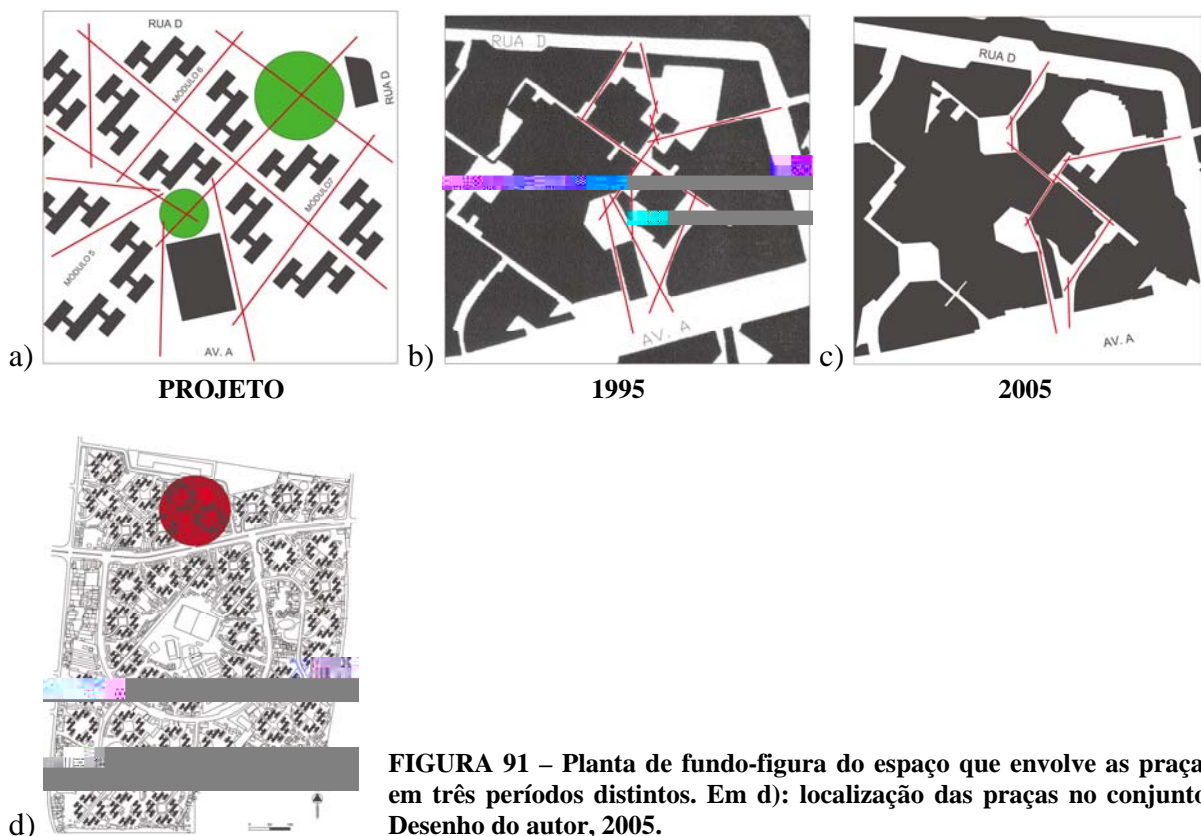 RUA D
MÓDULO 6
RUA D
MÓDULO7
MÓDULO 5
AV. A
a)
PROJETO
RUA D
AV. A
b)
1995
RUA D
AV. A
c)
2005
d)
FIGURA 91 – Planta de fundo-figura do espaço que envolve as praça
em três períodos distintos. Em d): localização das praças no conjunto
Desenho do autor, 2005.